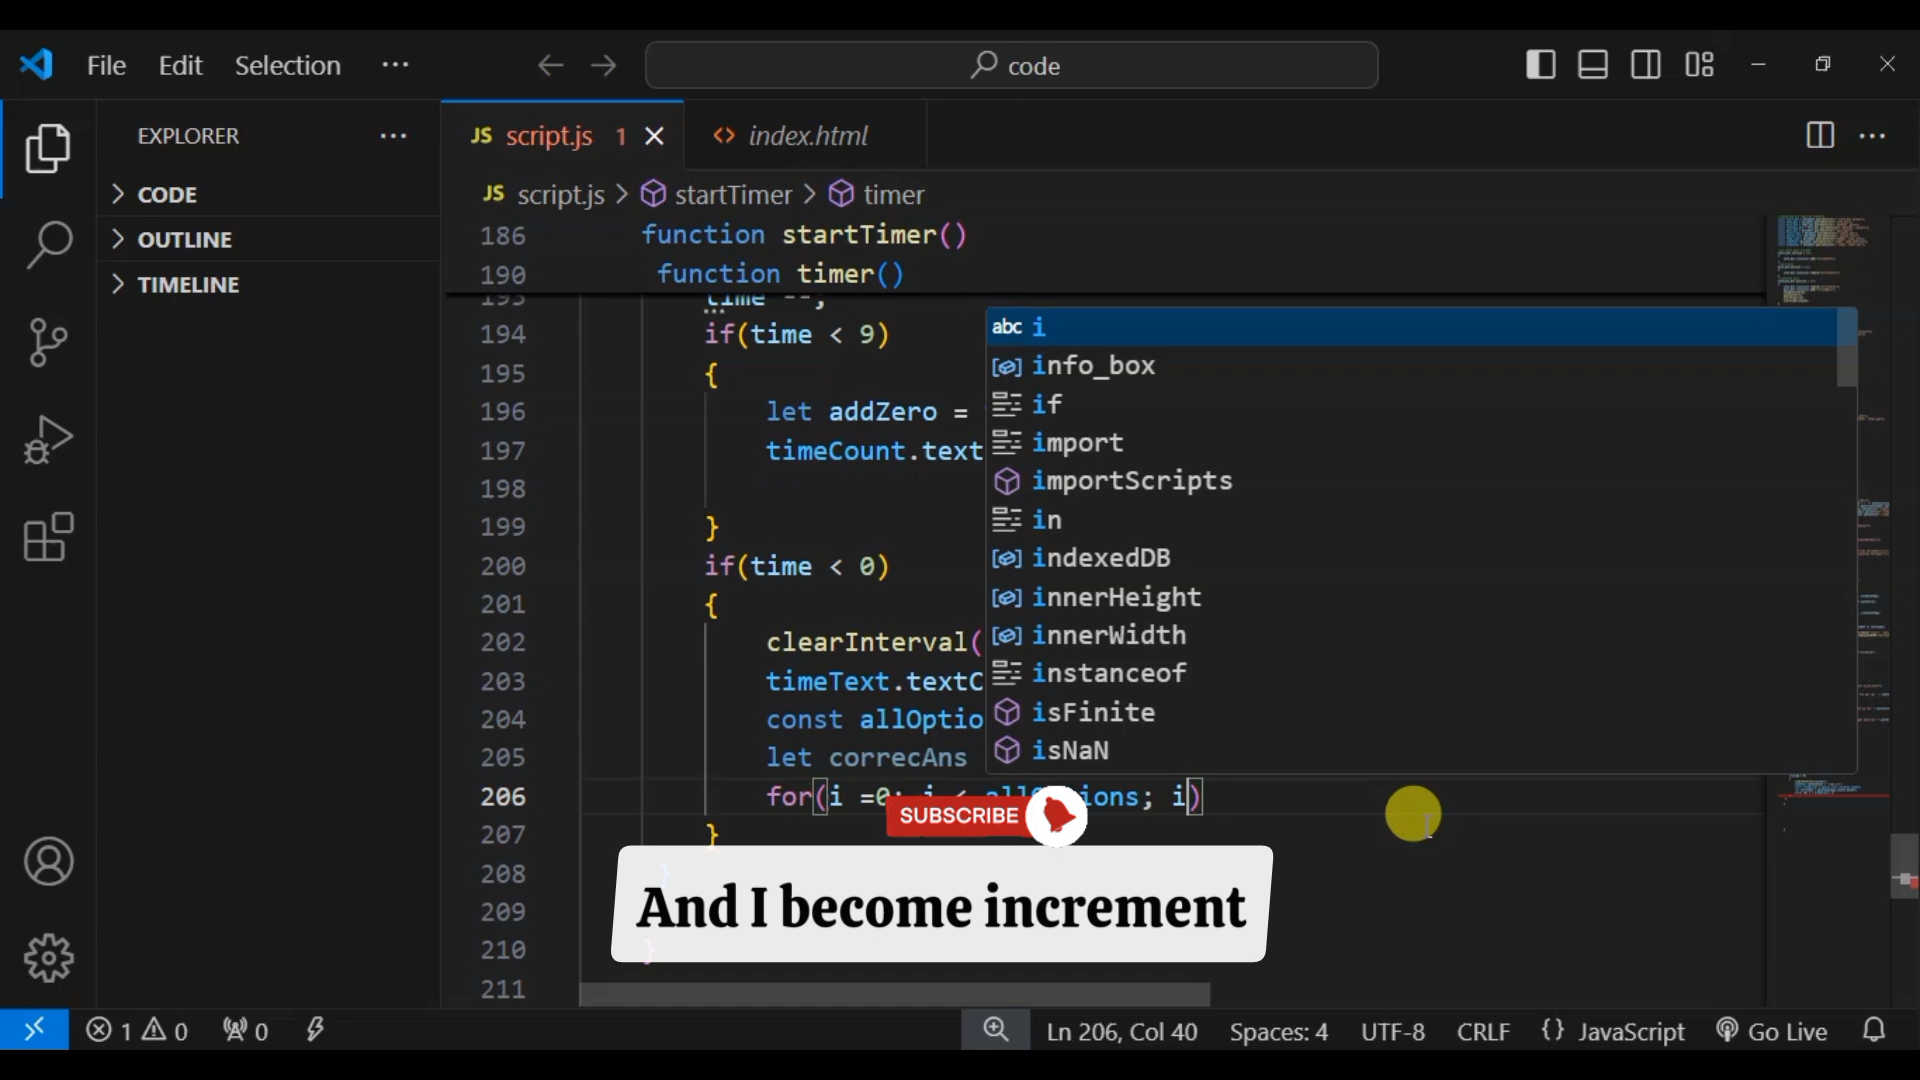 File Edit Selection ··· code
EXPLORER ···
CODE
OUTLINE
TIMELINE
JS script.js 1 index.html
JS script.js > startTimer > timer
186 function startTimer()
190 function timer()
193 time --;
194 if(time < 9)
195 {
196 let addZero =
197 timeCount.text
198
199 }
200 if(time < 0)
201 {
202 clearInterval(
203 timeText.textC
204 const allOptio
205 let correcAns
206 for(i =0; i < allOptions; i)
207 }
208 }
209
210 }
211
abc i
info_box
if
import
importScripts
in
indexedDB
innerHeight
innerWidth
instanceof
isFinite
isNaN
SUBSCRIBE
And I become increment
1 0 0 Ln 206, Col 40 Spaces: 4 UTF-8 CRLF {} JavaScript Go Live